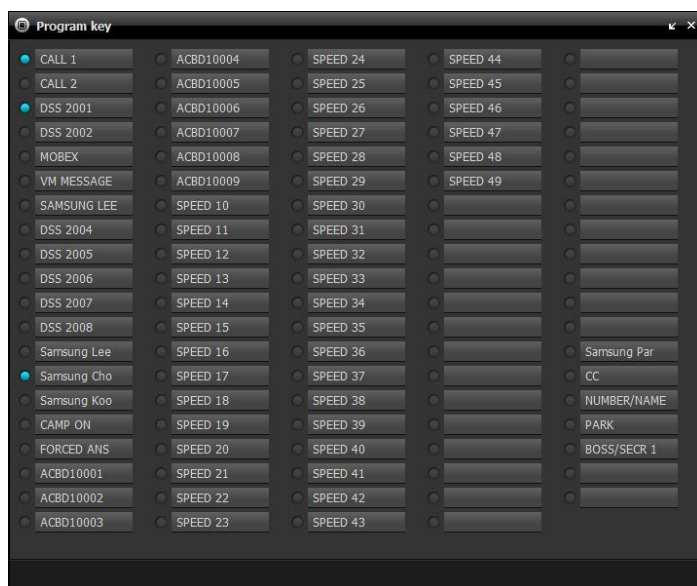 Program key
CALL 1
CALL 2
DSS 2001
DSS 2002
MOBEX
VM MESSAGE
SAMSUNG LEE
DSS 2004
DSS 2005
DSS 2006
DSS 2007
DSS 2008
Samsung Lee
Samsung Cho
Samsung Koo
CAMP ON
FORCED ANS
ACBD10001
ACBD10002
ACBD10003
ACBD10004
ACBD10005
ACBD10006
ACBD10007
ACBD10008
ACBD10009
SPEED 10
SPEED 11
SPEED 12
SPEED 13
SPEED 14
SPEED 15
SPEED 16
SPEED 17
SPEED 18
SPEED 19
SPEED 20
SPEED 21
SPEED 22
SPEED 23
SPEED 24
SPEED 25
SPEED 26
SPEED 27
SPEED 28
SPEED 29
SPEED 30
SPEED 31
SPEED 32
SPEED 33
SPEED 34
SPEED 35
SPEED 36
SPEED 37
SPEED 38
SPEED 39
SPEED 40
SPEED 41
SPEED 42
SPEED 43
SPEED 44
SPEED 45
SPEED 46
SPEED 47
SPEED 48
SPEED 49
Samsung Par
CC
NUMBER/NAME
PARK
BOSS/SECR 1